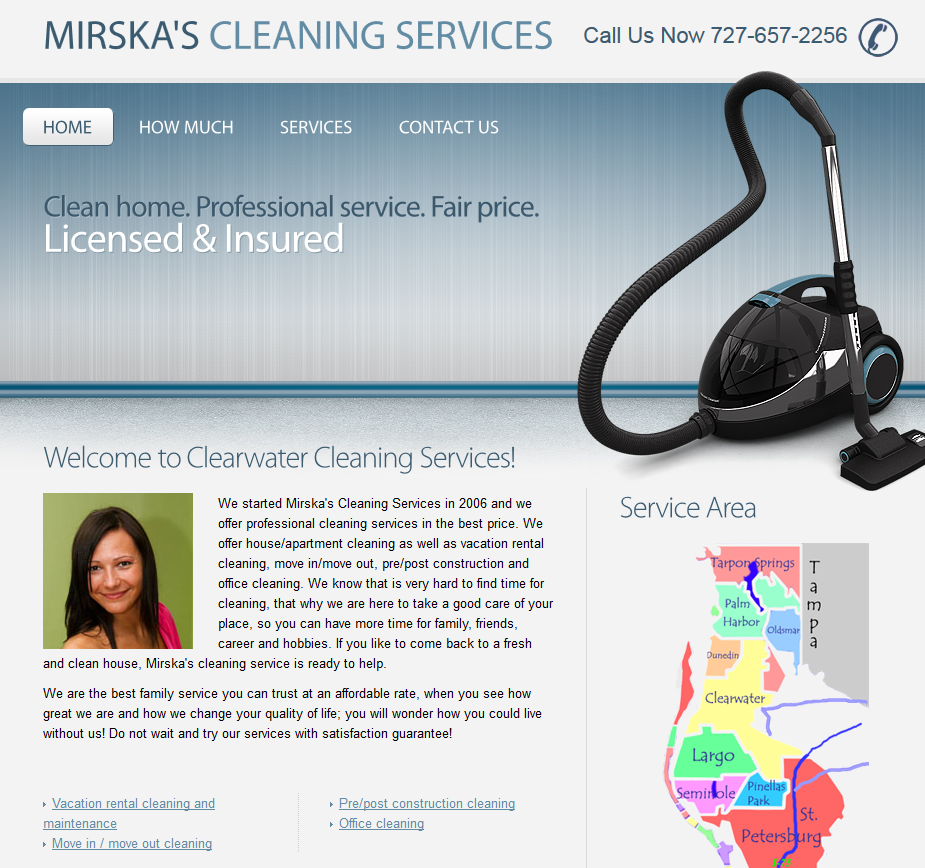 MIRSKA'S CLEANING SERVICES
Call Us Now 727-657-2256
HOME
HOW MUCH
SERVICES
CONTACT US
Clean home. Professional service. Fair price.
Licensed & Insured
Welcome to Clearwater Cleaning Services!
We started Mirska's Cleaning Services in 2006 and we
offer professional cleaning services in the best price. We
offer house/apartment cleaning as well as vacation rental
cleaning, move in/move out, pre/post construction and
office cleaning. We know that is very hard to find time for
cleaning, that why we are here to take a good care of your
place, so you can have more time for family, friends,
career and hobbies. If you like to come back to a fresh
and clean house, Mirska's cleaning service is ready to help.
We are the best family service you can trust at an affordable rate, when you see how
great we are and how we change your quality of life; you will wonder how you could live
without us! Do not wait and try our services with satisfaction guarantee!
Vacation rental cleaning and
maintenance
Move in / move out cleaning
Pre/post construction cleaning
Office cleaning
Service Area
Tarpon Springs
Tampa
Palm
Harbor
Oldsmar
Dunedin
Clearwater
Largo
Seminole
Pinellas
Park
St.
Petersburg